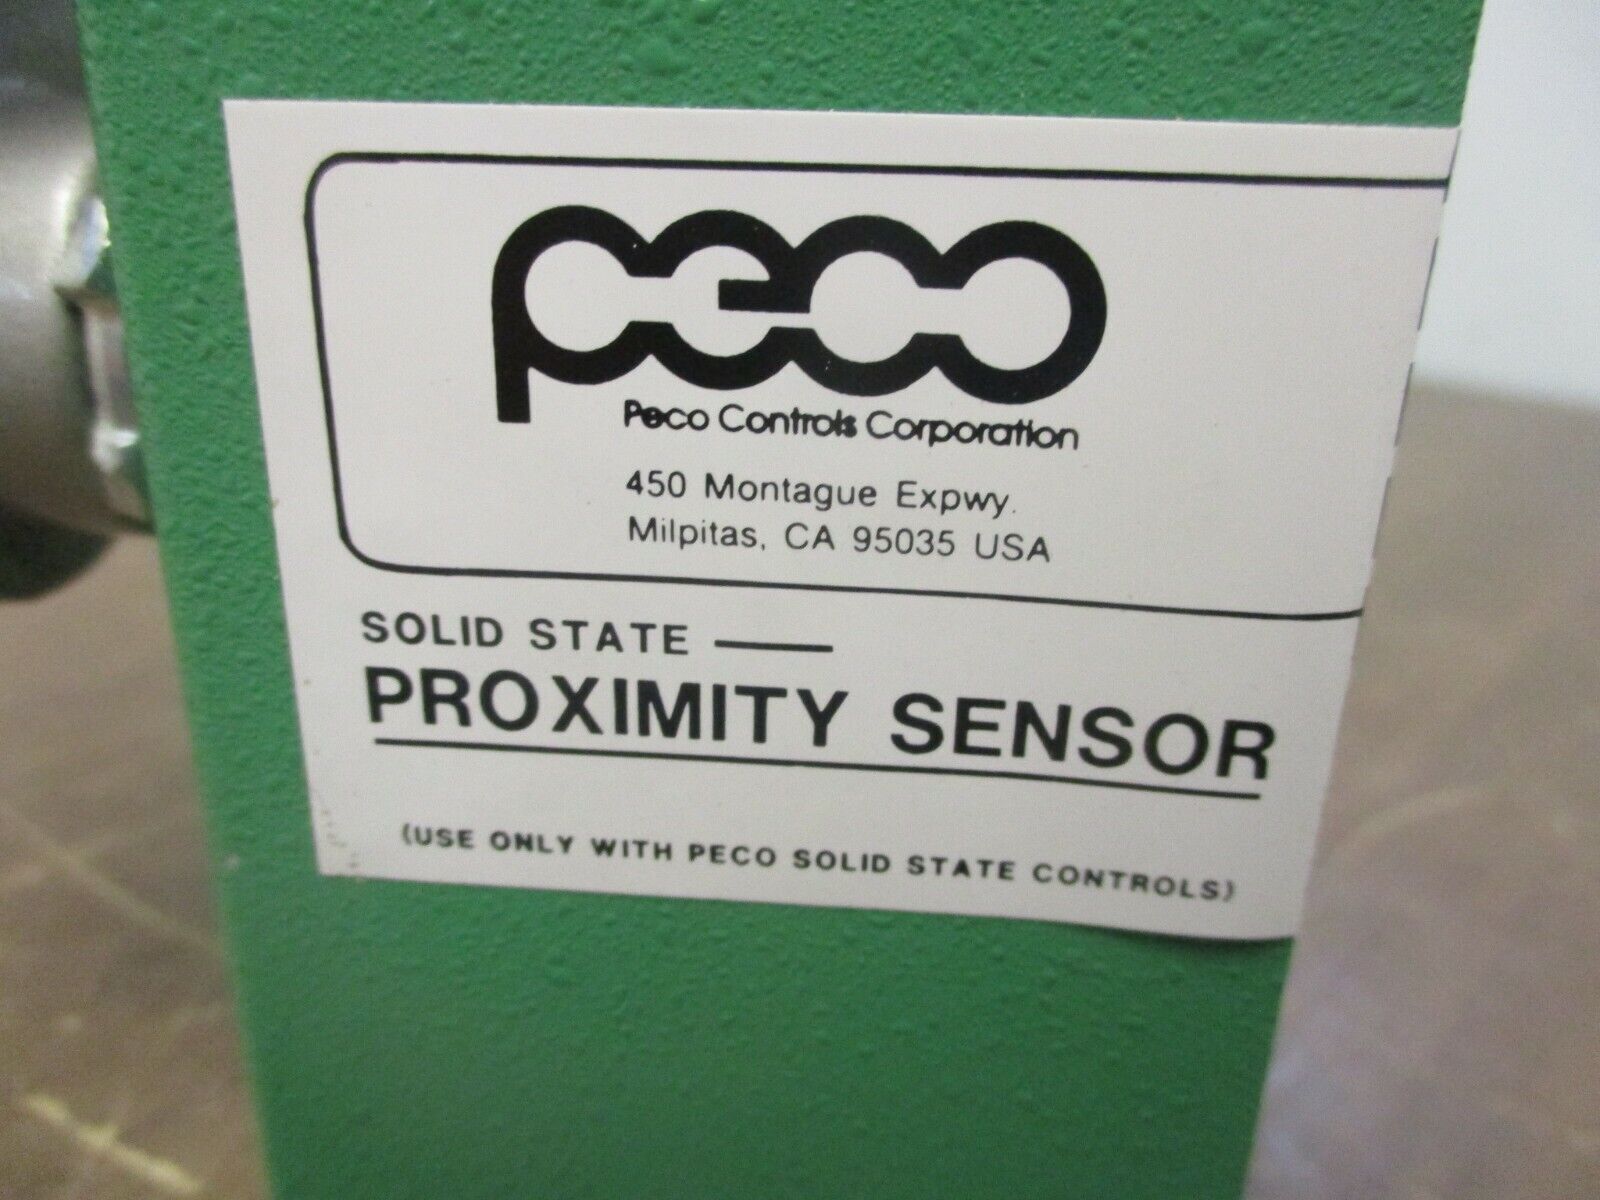 peco
Peco Controls Corporation
450 Montague Expwy.
Milpitas, CA 95035 USA
SOLID STATE —
PROXIMITY SENSOR
(USE ONLY WITH PECO SOLID STATE CONTROLS)